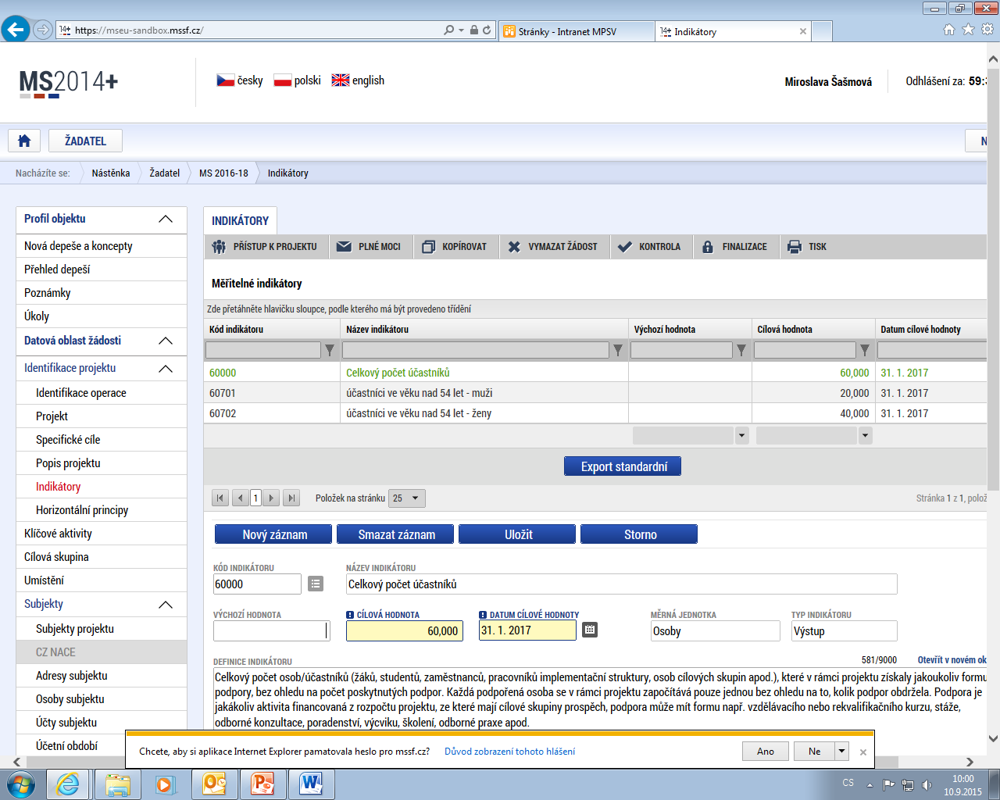 https://mseu-sandbox.mssf.cz/
Stránky - Intranet MPSV
Indikátory
MS2014+
česky polski english
Miroslava Šašmová
Odhlášení za: 59:
ŽADATEL
N
Nacházíte se: Nástěnka Žadatel MS 2016-18 Indikátory
Profil objektu
Nová depeše a koncepty
Přehled depeší
Poznámky
Úkoly
Datová oblast žádosti
Identifikace projektu
Identifikace operace
Projekt
Specifické cíle
Popis projektu
Indikátory
Horizontální principy
Klíčové aktivity
Cílová skupina
Umístění
Subjekty
Subjekty projektu
CZ NACE
Adresy subjektu
Osoby subjektu
Účty subjektu
Účetní období
INDIKÁTORY
PŘÍSTUP K PROJEKTU PLNÉ MOCI KOPÍROVAT VYMAZAT ŽÁDOST KONTROLA FINALIZACE TISK
Měřitelné indikátory
Zde přetáhněte hlavičku sloupce, podle kterého má být provedeno třídění
Kód indikátoru Název indikátoru Výchozí hodnota Cílová hodnota Datum cílové hodnoty
60000 Celkový počet účastníků 60,000 31. 1. 2017
60701 účastníci ve věku nad 54 let - muži 20,000 31. 1. 2017
60702 účastníci ve věku nad 54 let - ženy 40,000 31. 1. 2017
Export standardní
1 Položek na stránku 25
Stránka 1 z 1, polož
Nový záznam Smazat záznam Uložit Storno
KÓD INDIKÁTORU NÁZEV INDIKÁTORU
60000 Celkový počet účastníků
VÝCHOZÍ HODNOTA CÍLOVÁ HODNOTA DATUM CÍLOVÉ HODNOTY MĚRNÁ JEDNOTKA TYP INDIKÁTORU
60,000 31. 1. 2017 Osoby Výstup
DEFINICE INDIKÁTORU 581/9000 Otevřít v novém ok
Celkový počet osob/účastníků (žáků, studentů, zaměstnanců, pracovníků implementační struktury, osob cílových skupin apod.), které v rámci projektu získaly jakoukoliv formu
podpory, bez ohledu na počet poskytnutých podpor. Každá podpořená osoba se v rámci projektu započítává pouze jednou bez ohledu na to, kolik podpor obdržela. Podpora je
jakákoliv aktivita financovaná z rozpočtu projektu, ze které mají cílové skupiny prospěch, podpora může mít formu např. vzdělávacího nebo rekvalifikačního kurzu, stáže,
odborné konzultace, poradenství, výcviku, školení, odborné praxe apod.
Chcete, aby si aplikace Internet Explorer pamatovala heslo pro mssf.cz? Důvod zobrazení tohoto hlášení Ano Ne
CS
10:00
10.9.2015